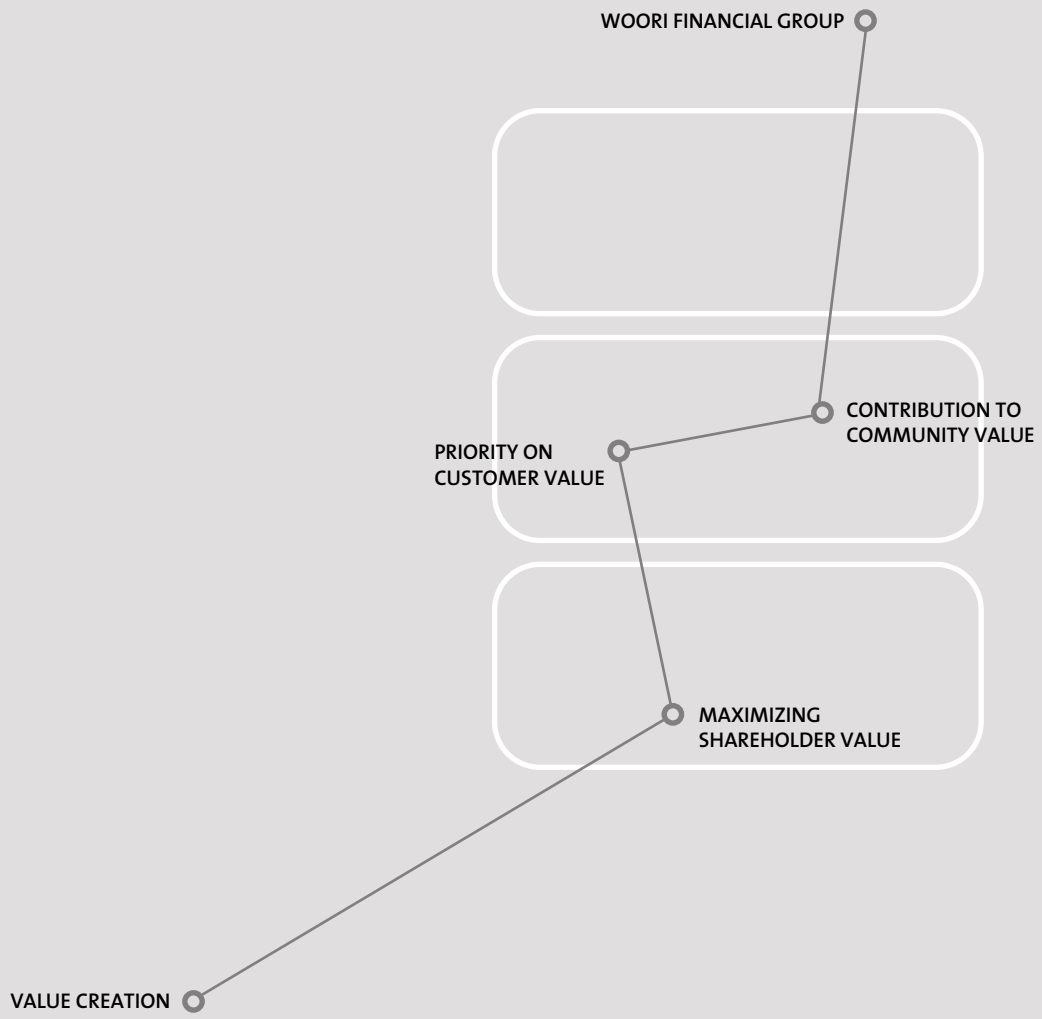 WOORI FINANCIAL GROUP
CONTRIBUTION TO
COMMUNITY VALUE
PRIORITY ON
CUSTOMER VALUE
MAXIMIZING
SHAREHOLDER VALUE
VALUE CREATION